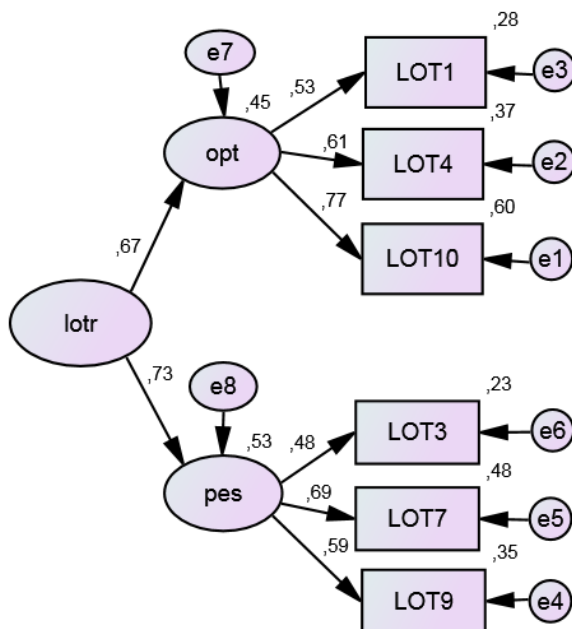 ,28
e7
LOT1
e3
,45
,53
,37
opt
,61
LOT4
e2
,77
,60
,67
LOT10
e1
lotr
,73
e8
,23
LOT3
e6
,53
,48
,48
pes
,69
LOT7
e5
,59
,35
LOT9
e4